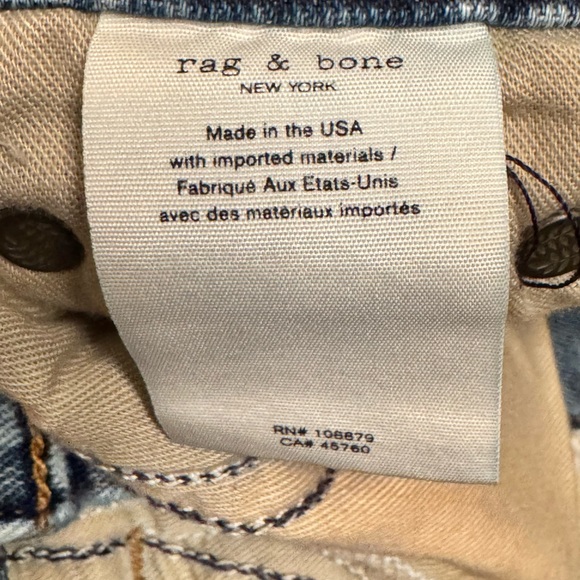 rag & bone
NEW YORK
Made in the USA
with imported materials /
Fabriqué Aux Etats-Unis
avec des matériaux importés
RN# 108879
CA# 45760